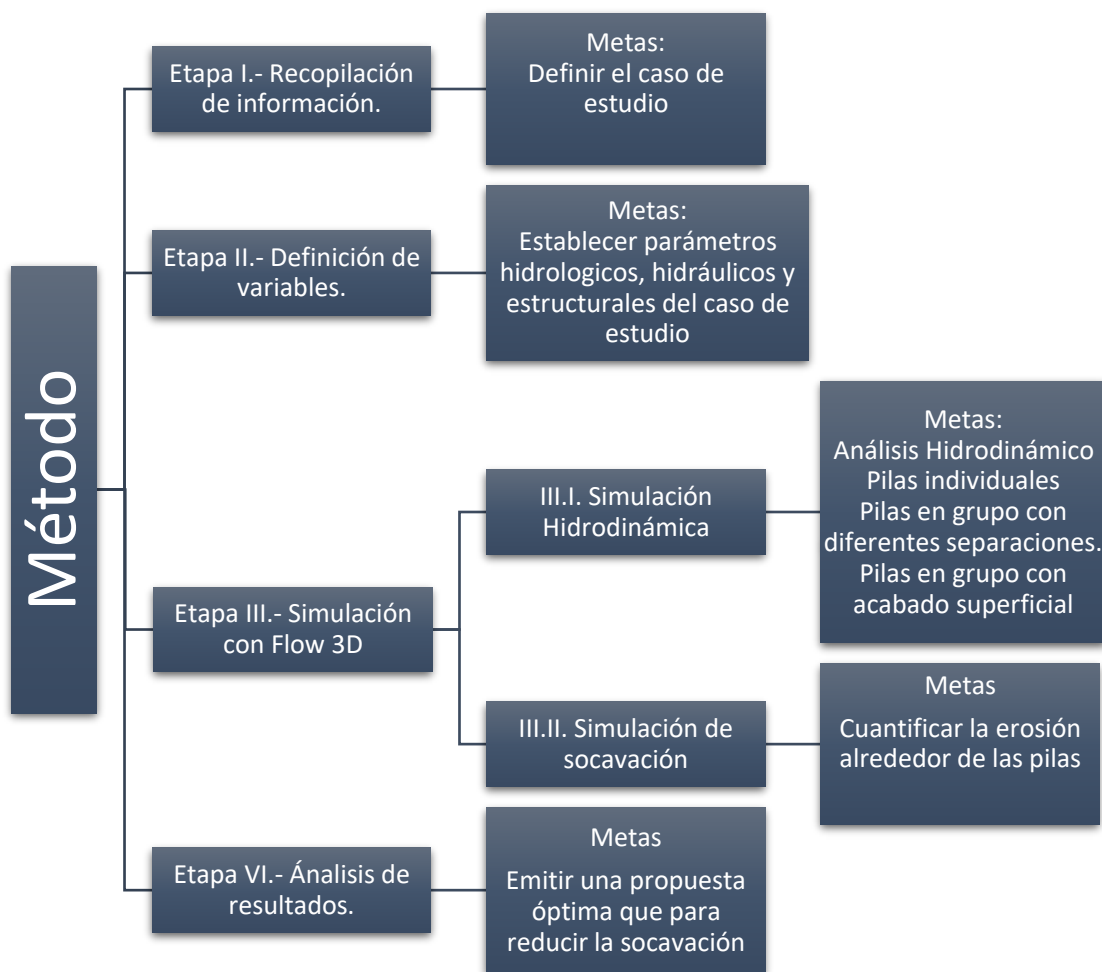 Método
Etapa I.- Recopilación
de información.
Metas:
Definir el caso de
estudio
Etapa II.- Definición de
variables.
Metas:
Establecer parámetros
hidrologicos, hidráulicos y
estructurales del caso de
estudio
Etapa III.- Simulación
con Flow 3D
III.I. Simulación
Hidrodinámica
Metas:
Análisis Hidrodinámico
Pilas individuales
Pilas en grupo con
diferentes separaciones.
Pilas en grupo con
acabado superficial
III.II. Simulación de
socavación
Metas
Cuantificar la erosión
alrededor de las pilas
Etapa VI.- Ánalisis de
resultados.
Metas
Emitir una propuesta
óptima que para
reducir la socavación